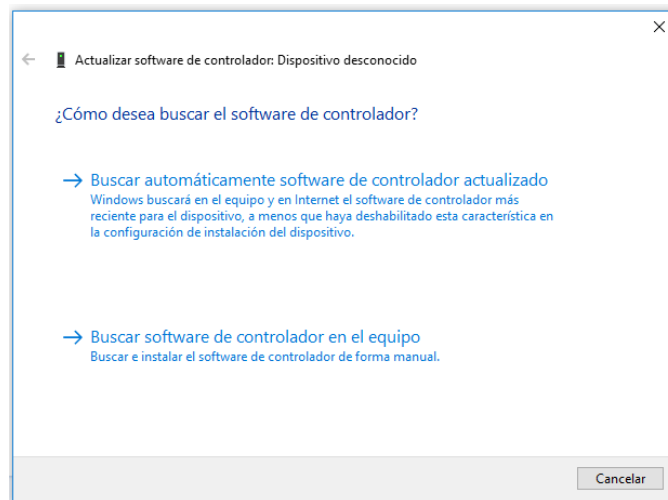 Actualizar software de controlador: Dispositivo desconocido
¿Cómo desea buscar el software de controlador?
Buscar automáticamente software de controlador actualizado
Windows buscará en el equipo y en Internet el software de controlador más
reciente para el dispositivo, a menos que haya deshabilitado esta característica en
la configuración de instalación del dispositivo.
Buscar software de controlador en el equipo
Buscar e instalar el software de controlador de forma manual.
Cancelar